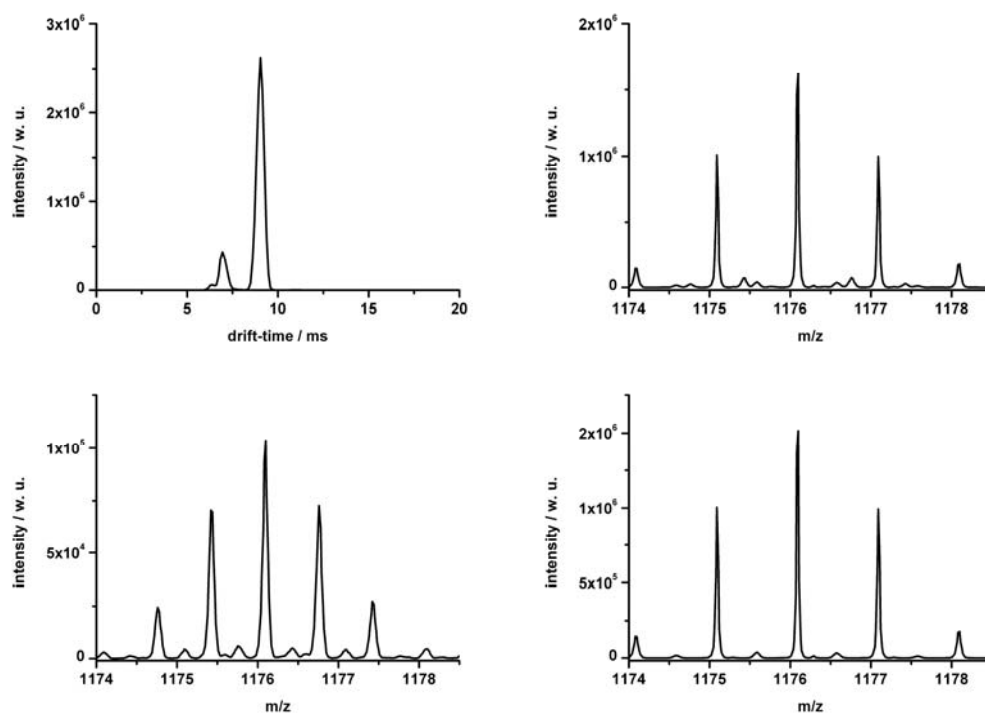 3x10⁶
2x10⁶
1x10⁶
0
intensity / w. u.
0 5 10 15 20
drift-time / ms
2x10⁶
1x10⁶
0
intensity / w. u.
1174 1175 1176 1177 1178
m/z
1x10⁵
5x10⁴
0
intensity / w. u.
1174 1175 1176 1177 1178
m/z
2x10⁶
1x10⁶
5x10⁵
0
intensity / w. u.
1174 1175 1176 1177 1178
m/z